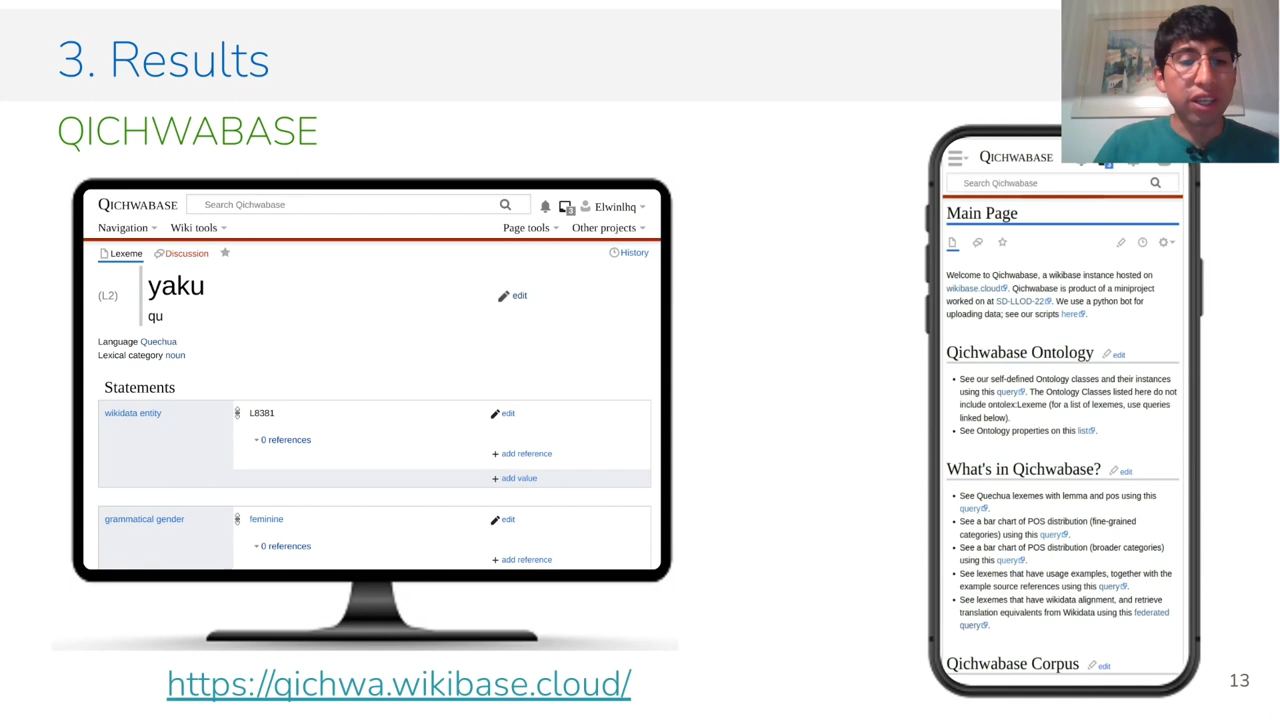 3. Results
QICHWABASE
QICHWABASE
Search Qichwabase
3
Elwinlhq
Navigation
Wiki tools
Page tools
Other projects
Lexeme
Discussion
History
(L2)
yaku
edit
qu
Language Quechua
Lexical category noun
Statements
wikidata entity
L8381
edit
0 references
+ add reference
+ add value
grammatical gender
feminine
edit
0 references
+ add reference
https://qichwa.wikibase.cloud/
QICHWABASE
3
Search Qichwabase
Main Page
Welcome to Qichwabase, a wikibase instance hosted on
wikibase.cloud. Qichwabase is product of a miniproject
worked on at SD-LLOD-22. We use a python bot for
uploading data; see our scripts here.
Qichwabase Ontology edit
• See our self-defined Ontology classes and their instances
using this query. The Ontology Classes listed here do not
include ontolex:Lexeme (for a list of lexemes, use queries
linked below).
• See Ontology properties on this list.
What's in Qichwabase? edit
• See Quechua lexemes with lemma and pos using this
query.
• See a bar chart of POS distribution (fine-grained
categories) using this query.
• See a bar chart of POS distribution (broader categories)
using this query.
• See lexemes that have usage examples, together with the
example source references using this query.
• See lexemes that have wikidata alignment, and retrieve
translation equivalents from Wikidata using this federated
query.
Qichwabase Corpus edit
13